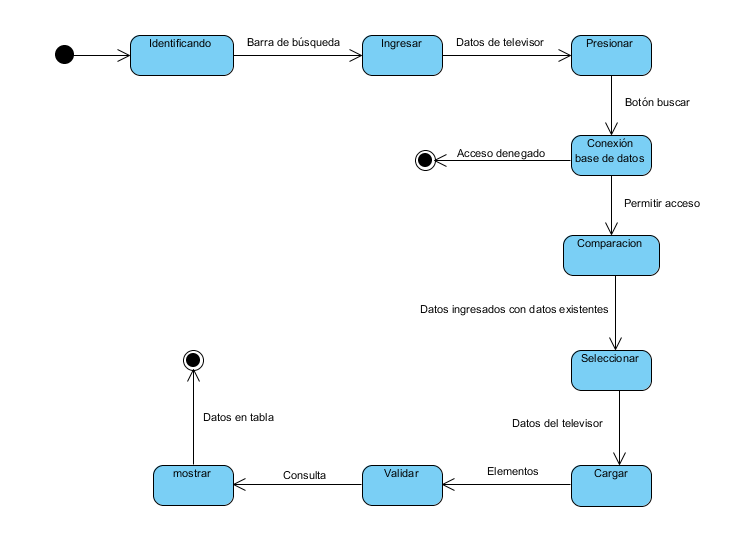 Identificando
Barra de búsqueda
Ingresar
Datos de televisor
Presionar
Botón buscar
Conexión
base de datos
Acceso denegado
Permitir acceso
Comparacion
Datos ingresados con datos existentes
Seleccionar
Datos del televisor
Cargar
Elementos
Validar
Consulta
mostrar
Datos en tabla